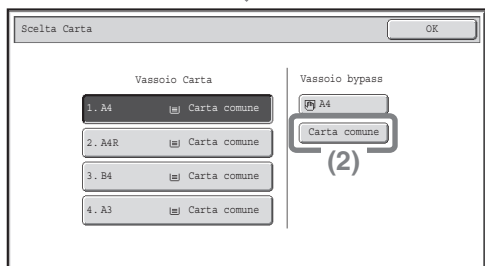 Scelta Carta
OK
Vassoio Carta
Vassoio bypass
1. A4 Carta comune
A4
2. A4R Carta comune
Carta comune
(2)
3. B4 Carta comune
4. A3 Carta comune